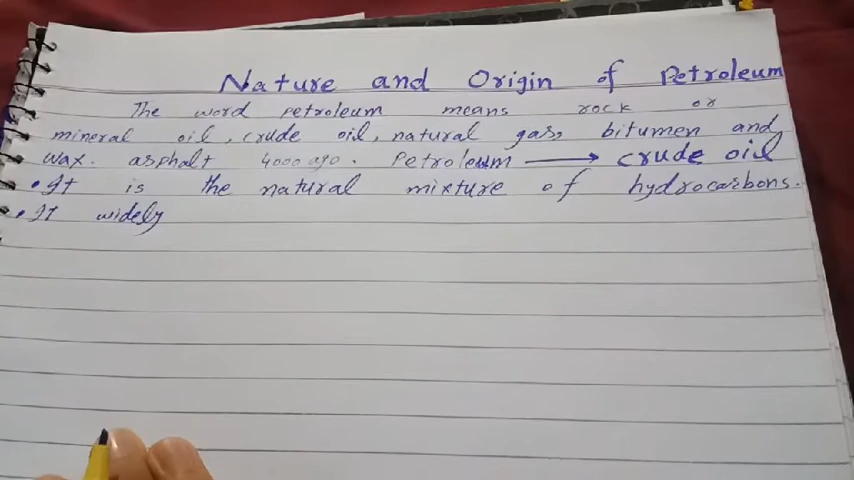 Nature and Origin of Petroleum
The word petroleum means rock or
mineral oil, crude oil, natural gas, bitumen and
wax. asphalt 4000 ago. Petroleum ⟶ crude oil
• It is the natural mixture of hydrocarbons.
• It widely